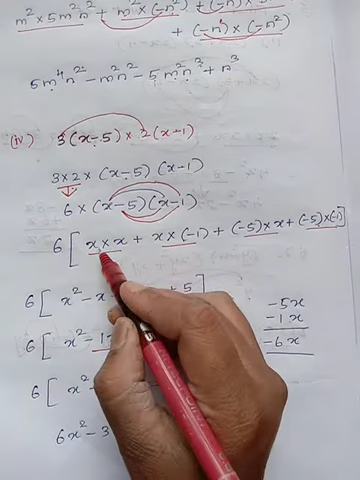 m² × 5m²n² + m² × (-n²) + (-n) × 
+ (-n) × (-n²)
5m⁴n² - m²n² - 5m²n³ + n³
(iv) 3(x-5) × 2(x-1)
3×2 × (x-5) (x-1)
6 × (x-5)(x-1)
6 [ x×x + x×(-1) + (-5)×x + (-5)×(-1)]
6 [ x² - x + 5 ]
-5x
-1x
-6x
6 [ x² - 1
6 [ x²
6x² - 3